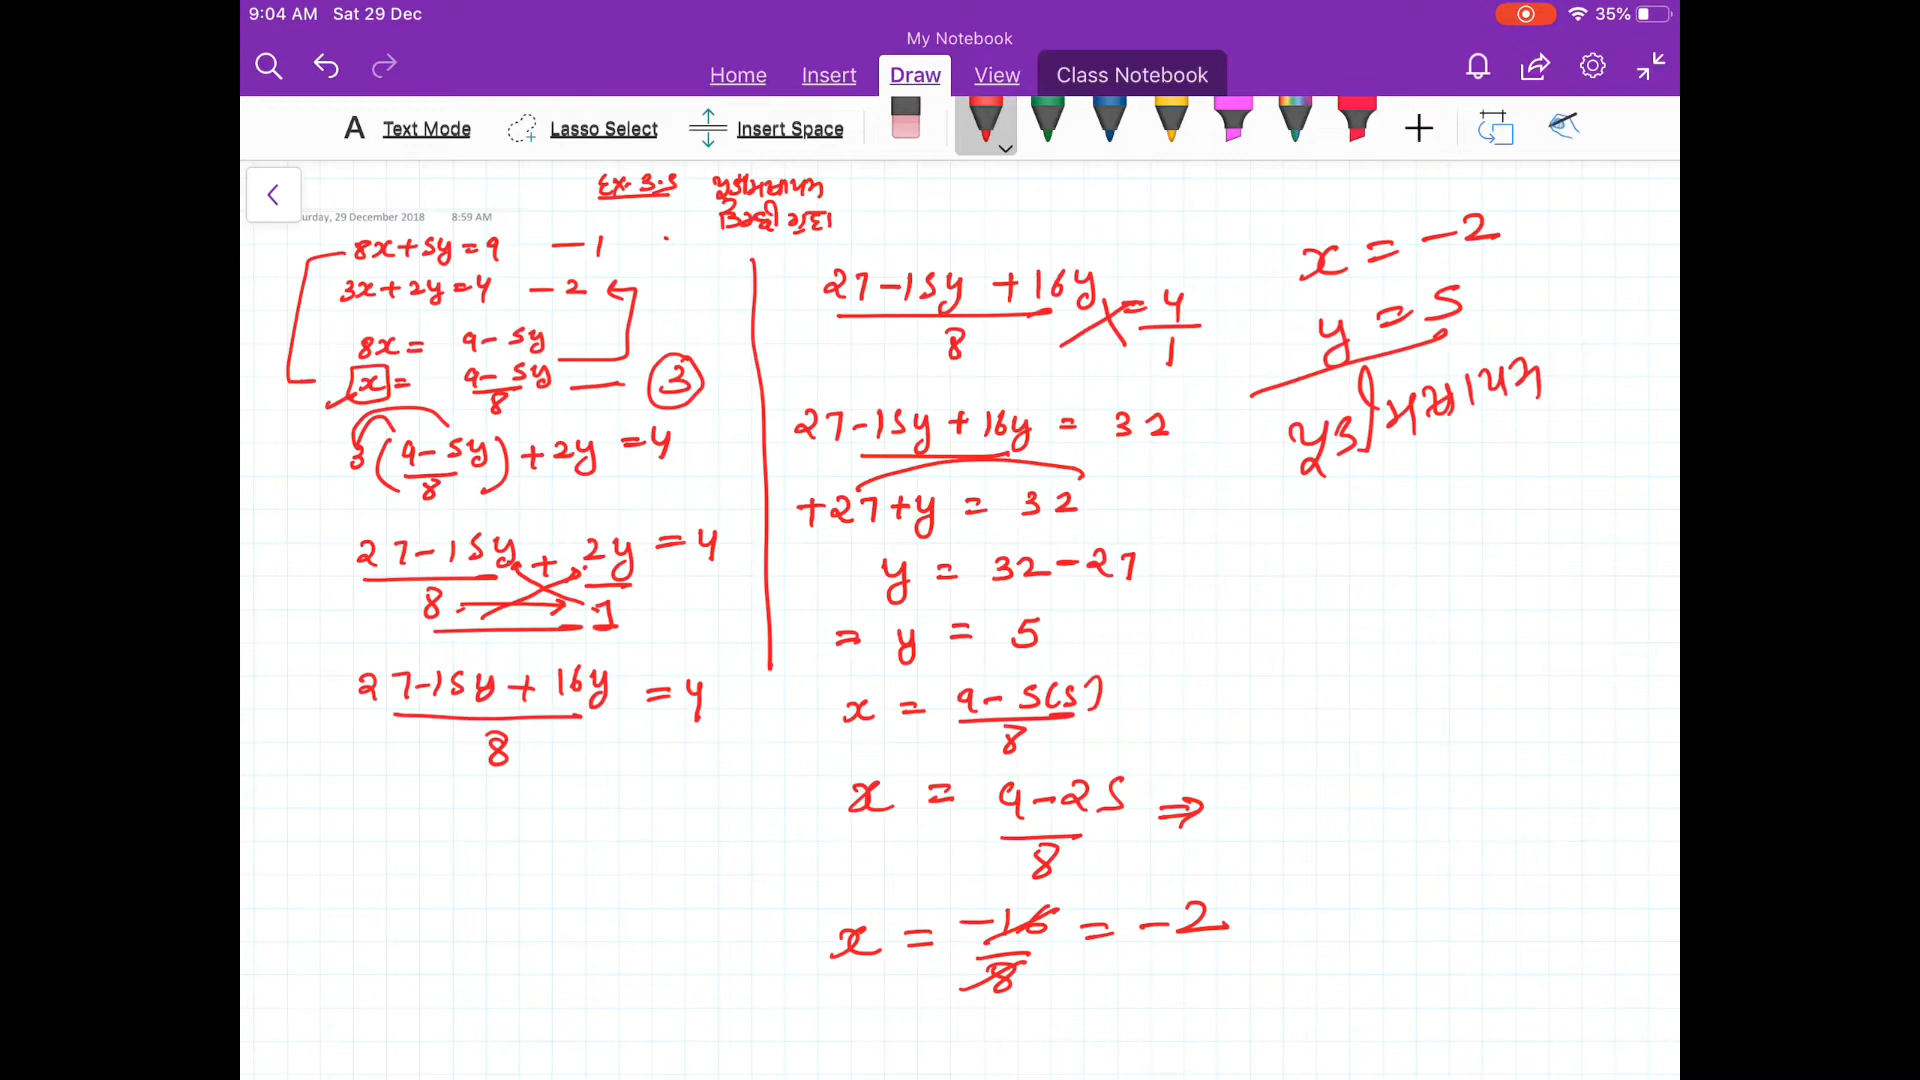 9:04 AM Sat 29 Dec
35%
My Notebook
Home Insert Draw View Class Notebook
A Text Mode Lasso Select Insert Space
Ex. 3.5
urday, 29 December 2018 8:59 AM
8x+5y=9 — 1
3x+2y=4 — 2
8x = 9-5y
x = 9-5y/8 — 3
3(9-5y/8)+2y=4
27-15y/8 + 2y/1 = 4
27-15y+16y/8 = 4
27-15y+16y/8 = 4/1
27-15y+16y = 32
+27+y = 32
y = 32-27
= y = 5
x = 9-5(5)/8
x = 9-25/8 ⇒
x = -16/8 = -2
x = -2
y = 5